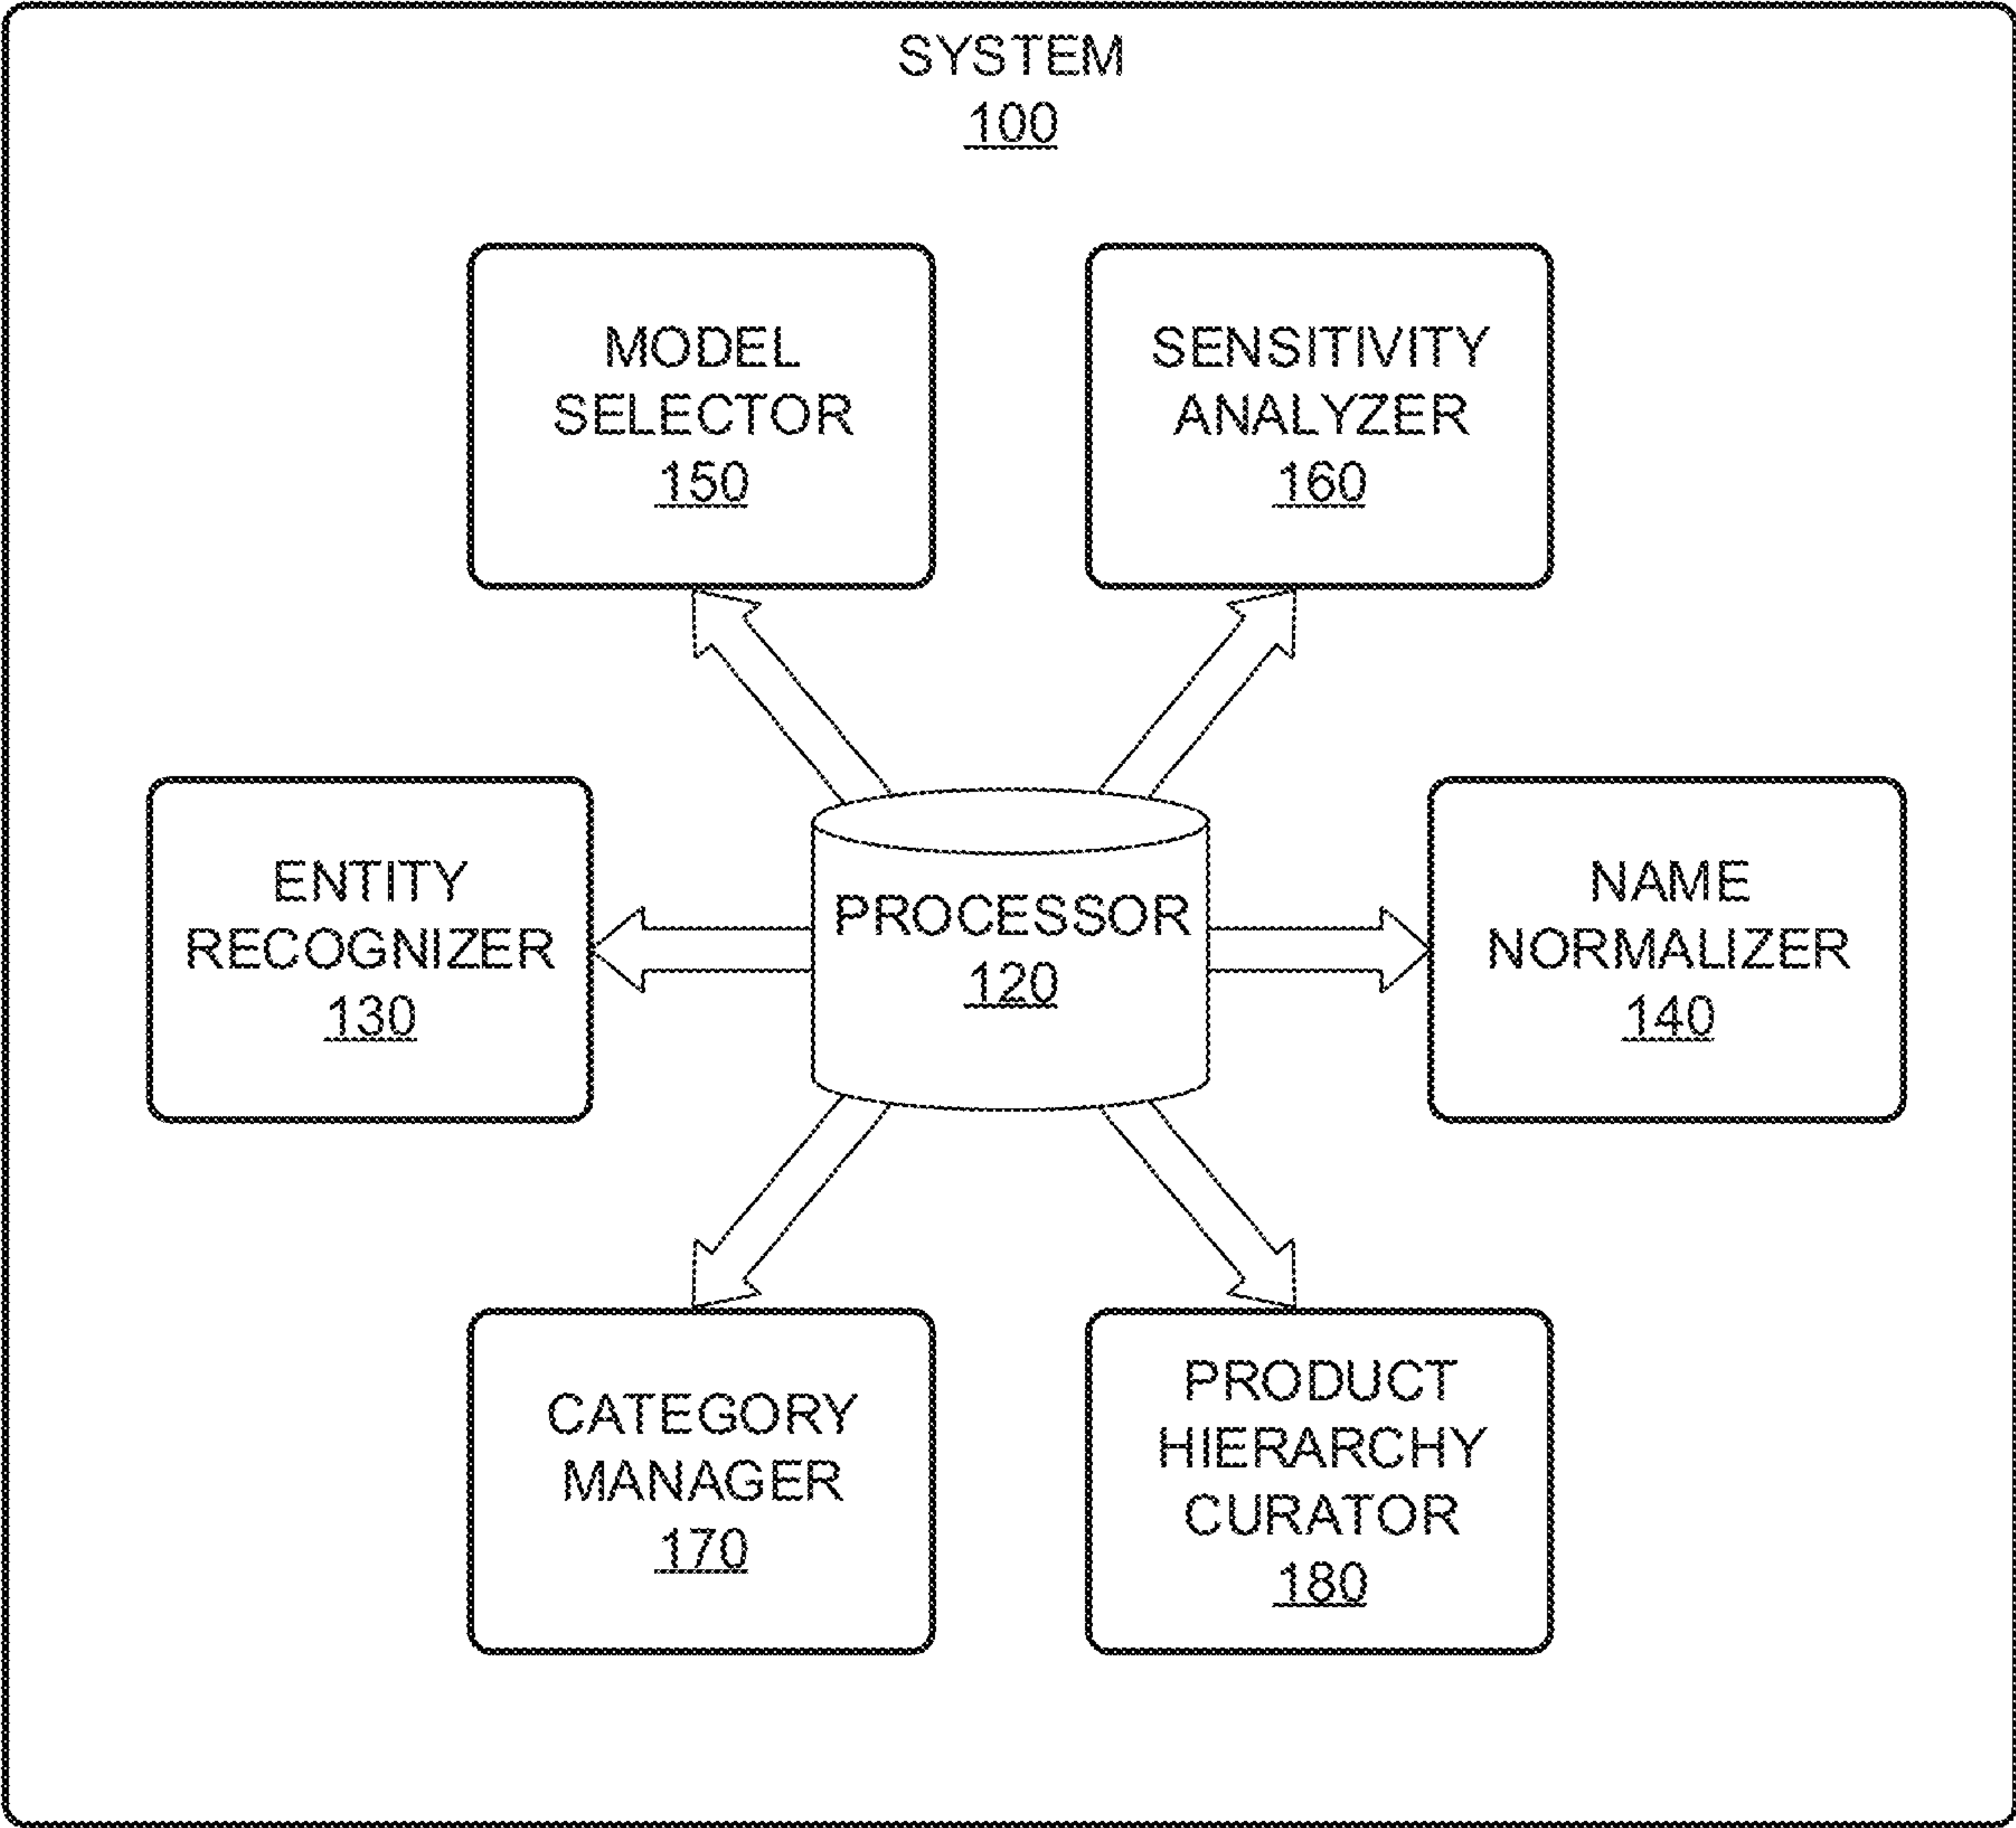 SYSTEM
100
MODEL
SELECTOR
150
SENSITIVITY
ANALYZER
160
ENTITY
RECOGNIZER
130
PROCESSOR
120
NAME
NORMALIZER
140
CATEGORY
MANAGER
170
PRODUCT
HIERARCHY
CURATOR
180